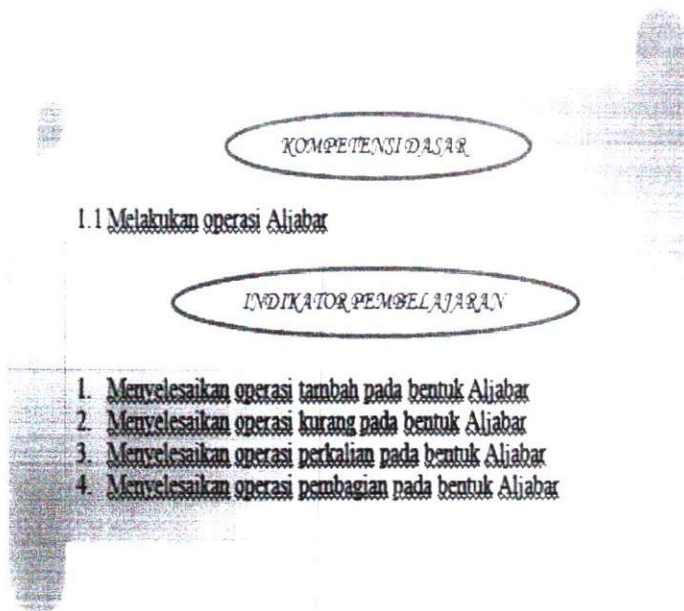 KOMPETENSI DASAR
1.1 Melakukan operasi Aljabar
INDIKATOR PEMBELAJARAN
1. Menyelesaikan operasi tambah pada bentuk Aljabar
2. Menyelesaikan operasi kurang pada bentuk Aljabar
3. Menyelesaikan operasi perkalian pada bentuk Aljabar
4. Menyelesaikan operasi pembagian pada bentuk Aljabar